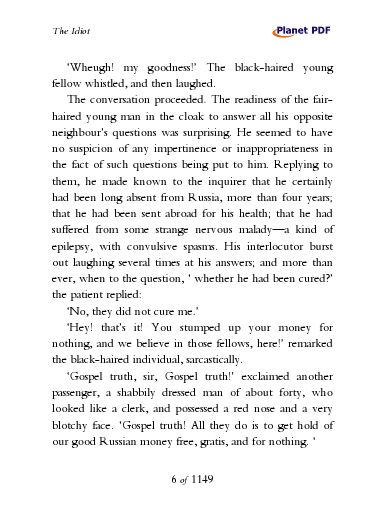 The Idiot
Planet PDF
‘Wheugh! my goodness!’ The black-haired young
fellow whistled, and then laughed.
The conversation proceeded. The readiness of the fair-
haired young man in the cloak to answer all his opposite
neighbour’s questions was surprising. He seemed to have
no suspicion of any impertinence or inappropriateness in
the fact of such questions being put to him. Replying to
them, he made known to the inquirer that he certainly
had been long absent from Russia, more than four years;
that he had been sent abroad for his health; that he had
suffered from some strange nervous malady—a kind of
epilepsy, with convulsive spasms. His interlocutor burst
out laughing several times at his answers; and more than
ever, when to the question, ‘ whether he had been cured?’
the patient replied:
‘No, they did not cure me.’
‘Hey! that’s it! You stumped up your money for
nothing, and we believe in those fellows, here!’ remarked
the black-haired individual, sarcastically.
‘Gospel truth, sir, Gospel truth!’ exclaimed another
passenger, a shabbily dressed man of about forty, who
looked like a clerk, and possessed a red nose and a very
blotchy face. ‘Gospel truth! All they do is to get hold of
our good Russian money free, gratis, and for nothing. ‘
6 of 1149